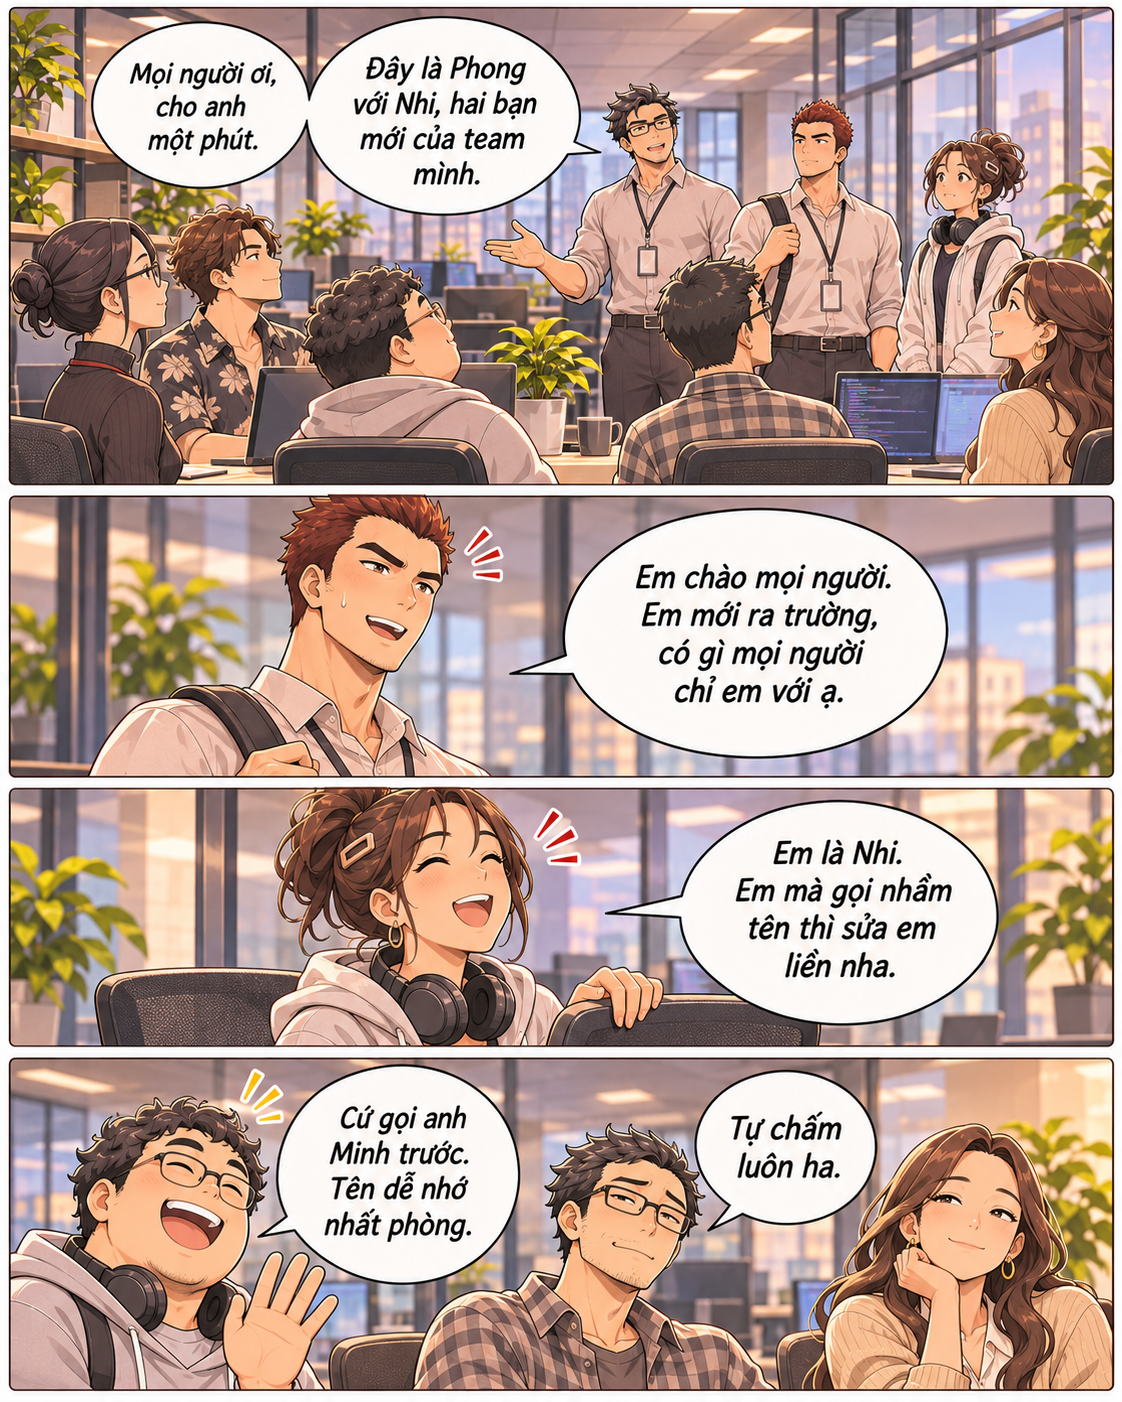 Mọi người ơi,
cho anh
một phút.
Đây là Phong
với Nhi, hai bạn
mới của team
mình.
Em chào mọi người.
Em mới ra trường,
có gì mọi người
chỉ em với ạ.
Em là Nhi.
Em mà gọi nhầm
tên thì sửa em
liền nha.
Cứ gọi anh
Minh trước.
Tên dễ nhớ
nhất phòng.
Tự chấm
luôn ha.